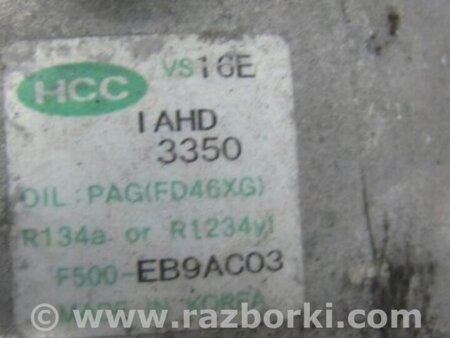 HCC VS16E
IAHD
3350
OIL : PAG(FD46XG)
R134a or R1234yf
F500-EB9AC03
MADE IN KOREA
© www.razborki.com